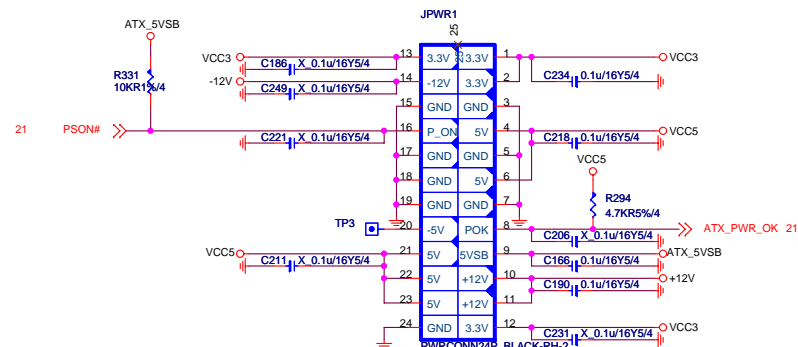 JPWR1
25
25
ATX_5VSB
R331
10KR1%/4
VCC3 13 3.3V 3.3V 1 VCC3
C186 X_0.1u/16Y5/4
-12V 14 -12V 3.3V 2
C234 0.1u/16Y5/4
C249 X_0.1u/16Y5/4
15 GND GND 3
21 PSON# 16 P_ON 5V 4 VCC5
C221 X_0.1u/16Y5/4
C218 0.1u/16Y5/4
17 GND GND 5
VCC5
18 GND 5V 6
R294
4.7KR5%/4
19 GND GND 7
TP3 20 -5V POK 8 ATX_PWR_OK 21
C206 X_0.1u/16Y5/4
VCC5 21 5V 5VSB 9 ATX_5VSB
C211 X_0.1u/16Y5/4
C166 0.1u/16Y5/4
22 5V +12V 10 +12V
C190 0.1u/16Y5/4
23 5V +12V 11
24 GND 3.3V 12 VCC3
C231 X_0.1u/16Y5/4
PWRCONN24P_BLACK-RH-2